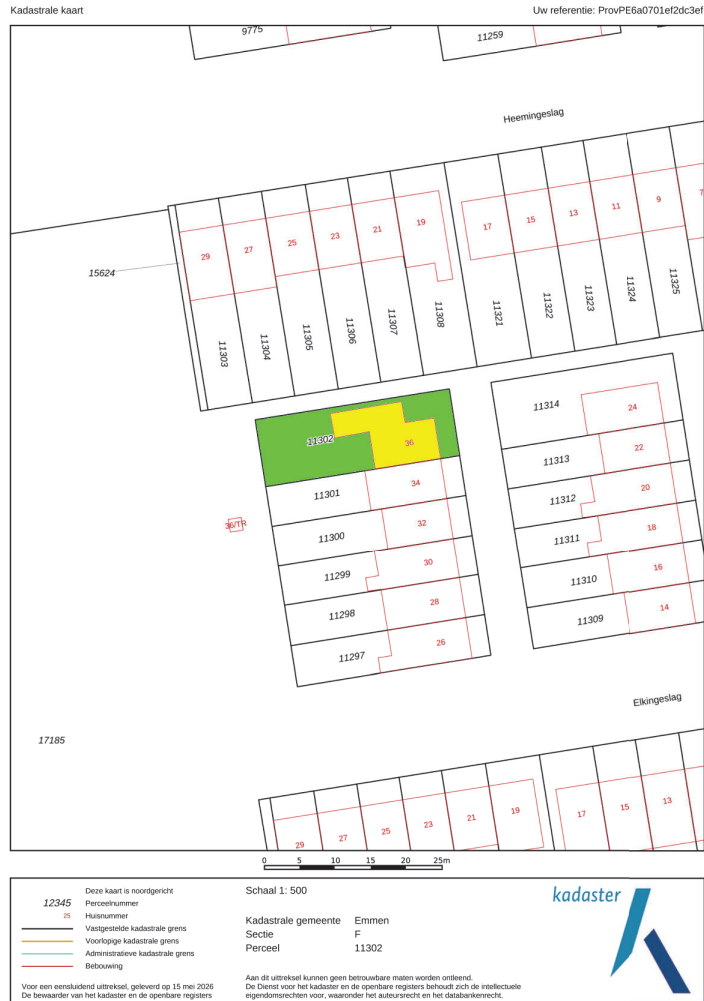 Kadastrale kaart
Uw referentie: ProvPE6a0701ef2dc3ef
9775
11259
Heemingeslag
29
27
25
23
21
19
17
15
13
11
9
7
15624
11303
11304
11305
11306
11307
11308
11321
11322
11323
11324
11325
11302
36
11314
24
11301
34
11313
22
36/TR
11300
32
11312
20
11299
30
11311
18
11298
28
11310
16
11297
26
11309
14
Elkingeslag
17185
29
27
25
23
21
19
17
15
13
0 5 10 15 20 25m
Deze kaart is noordgericht
12345 Perceelnummer
25 Huisnummer
Vastgestelde kadastrale grens
Voorlopige kadastrale grens
Administratieve kadastrale grens
Bebouwing
Voor een eensluidend uittreksel, geleverd op 15 mei 2026
De bewaarder van het kadaster en de openbare registers
Schaal 1: 500
Kadastrale gemeente Emmen
Sectie F
Perceel 11302
Aan dit uittreksel kunnen geen betrouwbare maten worden ontleend.
De Dienst voor het kadaster en de openbare registers behoudt zich de intellectuele
eigendomsrechten voor, waaronder het auteursrecht en het databankenrecht.
kadaster